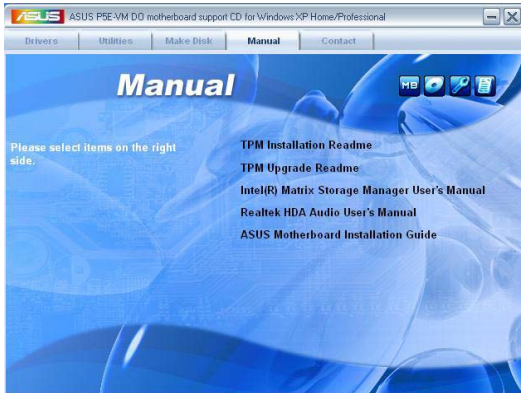 ASUS ASUS P5E-VM DO motherboard support CD for Windows XP Home/Professional
Drivers Utilities Make Disk Manual Contact
Manual
MB
Please select items on the right
side.
TPM Installation Readme
TPM Upgrade Readme
Intel(R) Matrix Storage Manager User's Manual
Realtek HDA Audio User's Manual
ASUS Motherboard Installation Guide